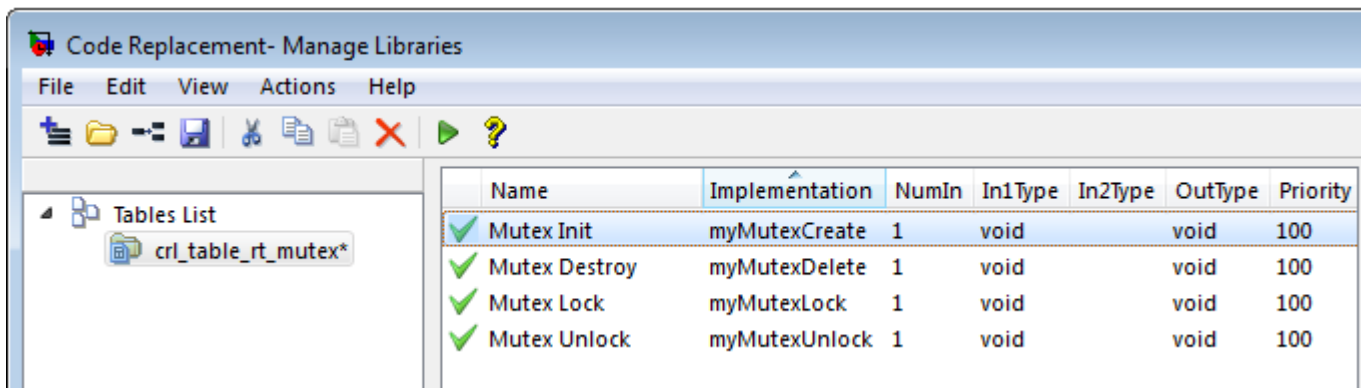 Code Replacement- Manage Libraries
File Edit View Actions Help
Name Implementation NumIn In1Type In2Type OutType Priority
Tables List
crl_table_rt_mutex*
Mutex Init myMutexCreate 1 void void 100
Mutex Destroy myMutexDelete 1 void void 100
Mutex Lock myMutexLock 1 void void 100
Mutex Unlock myMutexUnlock 1 void void 100